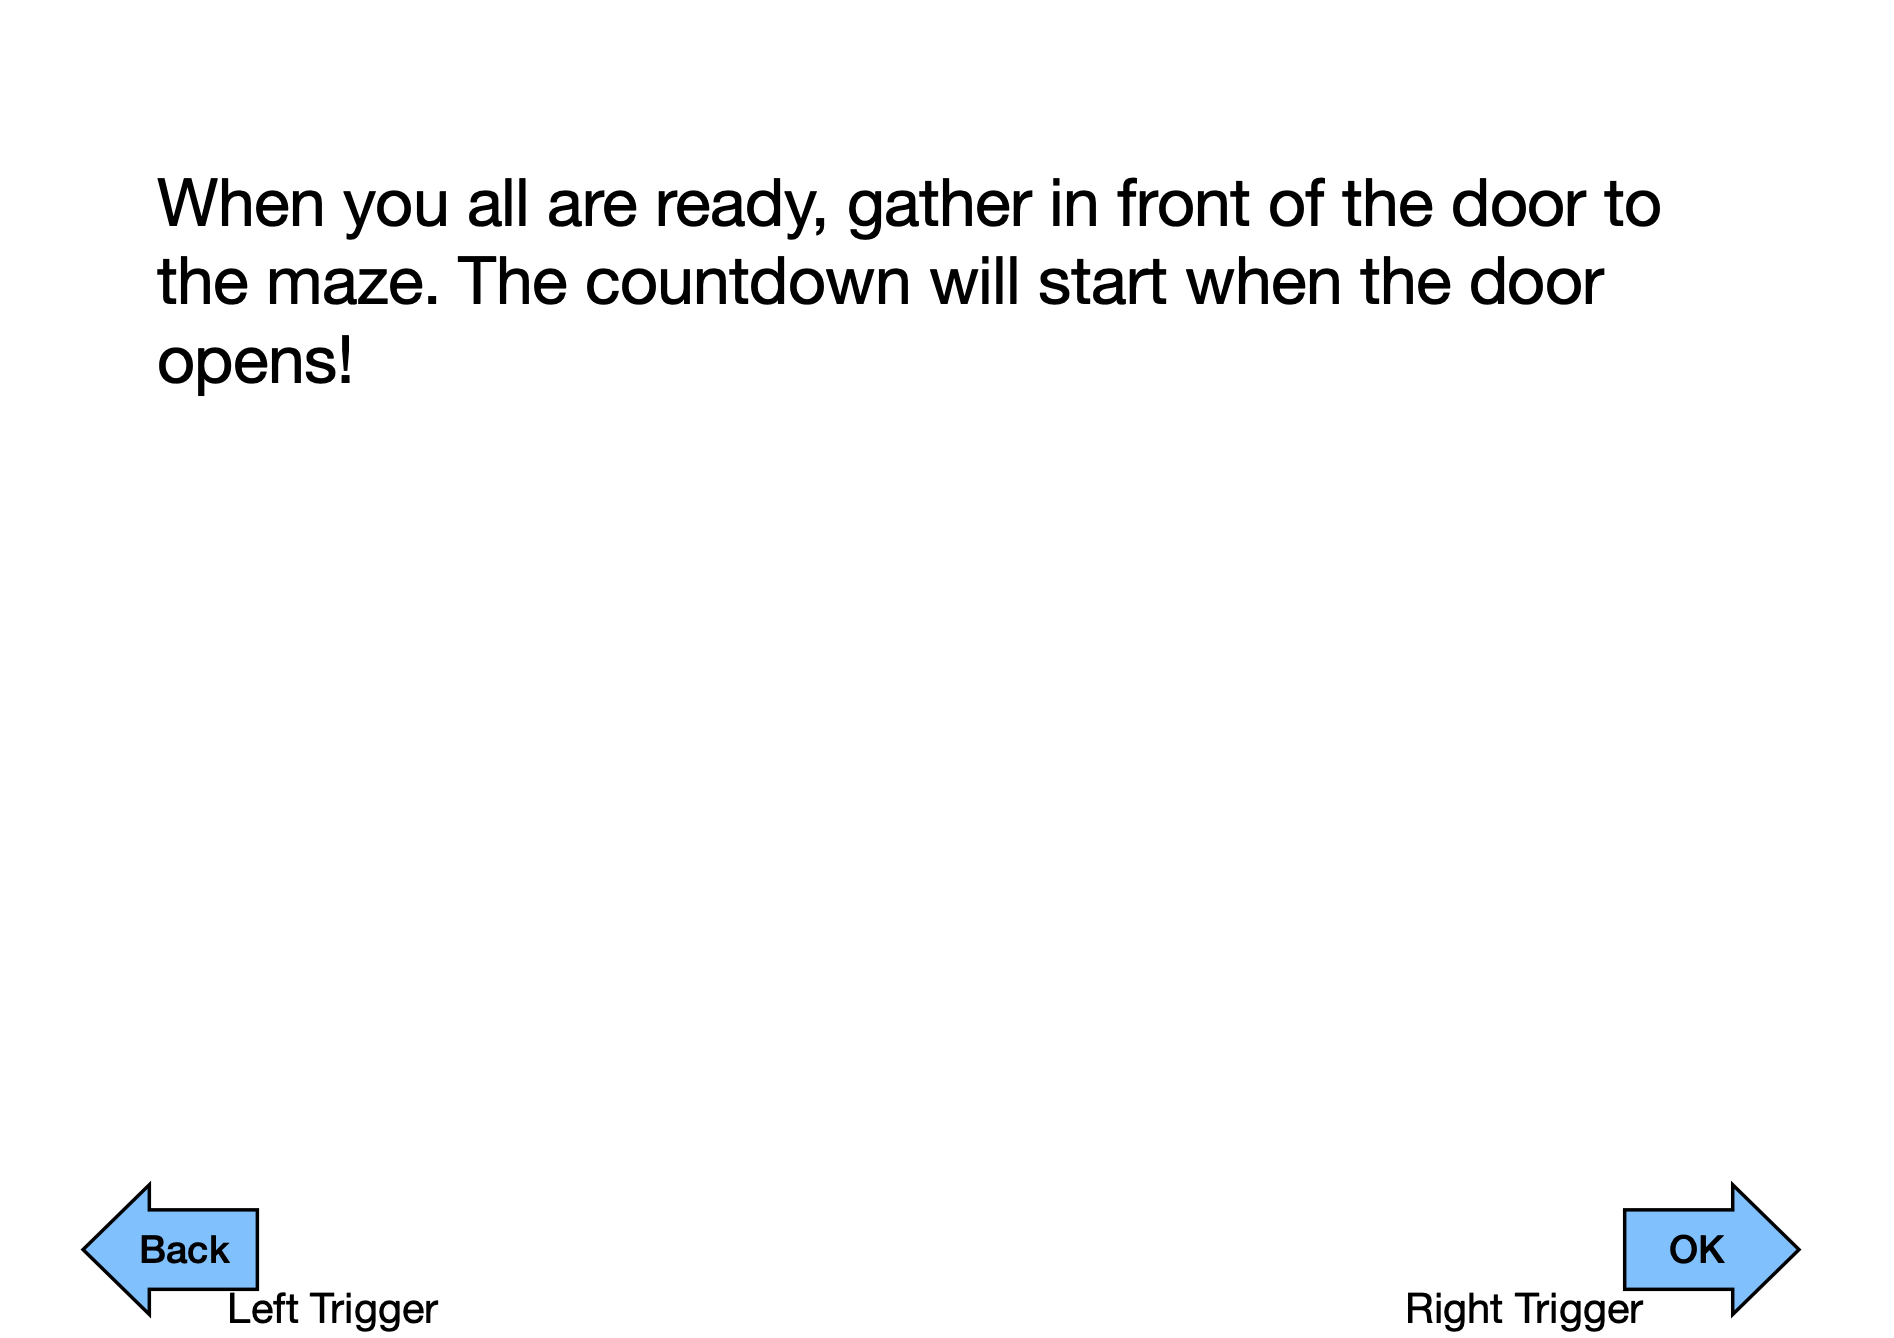 When you all are ready, gather in front of the door to
the maze. The countdown will start when the door
opens!
Back
Left Trigger
OK
Right Trigger